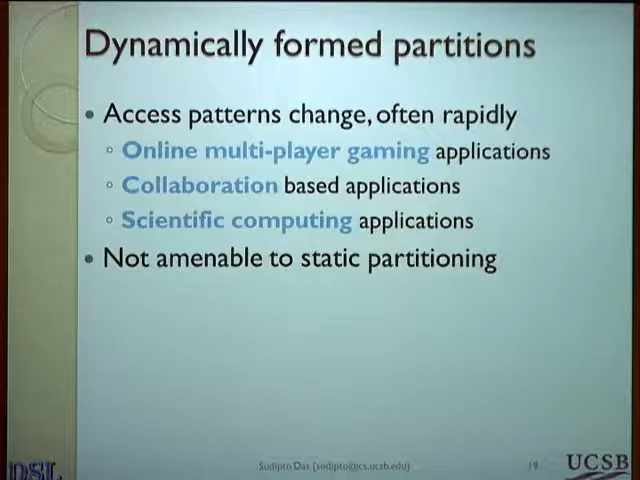 Dynamically formed partitions
• Access patterns change, often rapidly
◦ Online multi-player gaming applications
◦ Collaboration based applications
◦ Scientific computing applications
• Not amenable to static partitioning
DSL
Sudipto Das {sudipto@cs.ucsb.edu}
19
UCSB